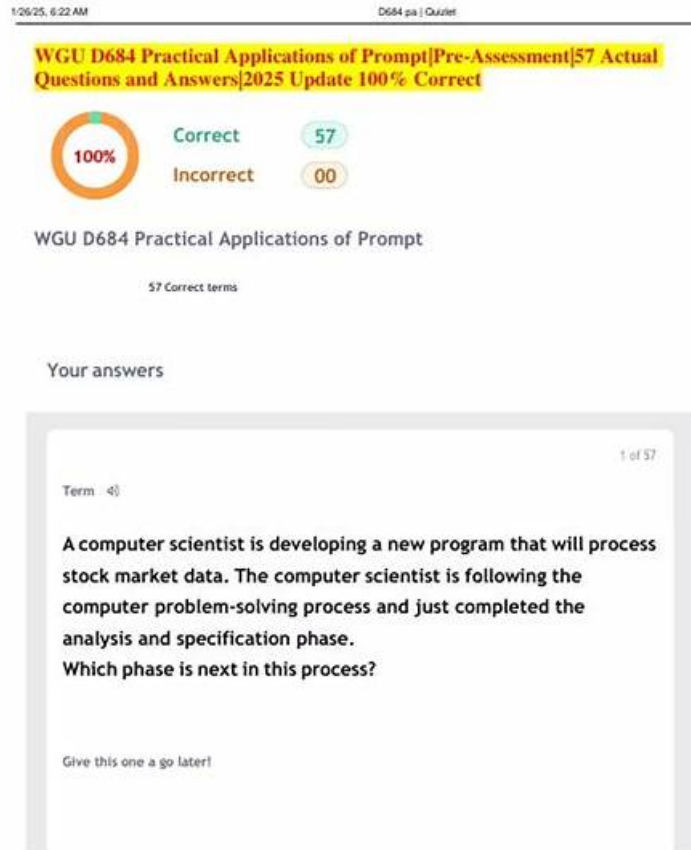 1/26/25, 6:22 AM
D684 pa | Quizlet
WGU D684 Practical Applications of Prompt|Pre-Assessment|57 Actual
Questions and Answers|2025 Update 100% Correct
100%
Correct 57
Incorrect 00
WGU D684 Practical Applications of Prompt
57 Correct terms
Your answers
1 of 57
Term
A computer scientist is developing a new program that will process
stock market data. The computer scientist is following the
computer problem-solving process and just completed the
analysis and specification phase.
Which phase is next in this process?
Give this one a go later!